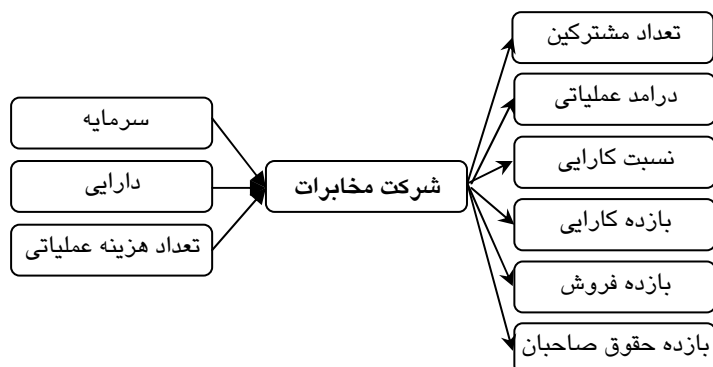 تعداد مشترکین
درامد عملیاتی
نسبت کارایی
بازده کارایی
بازده فروش
بازده حقوق صاحبان
شرکت مخابرات
سرمایه
دارایی
تعداد هزینه عملیاتی